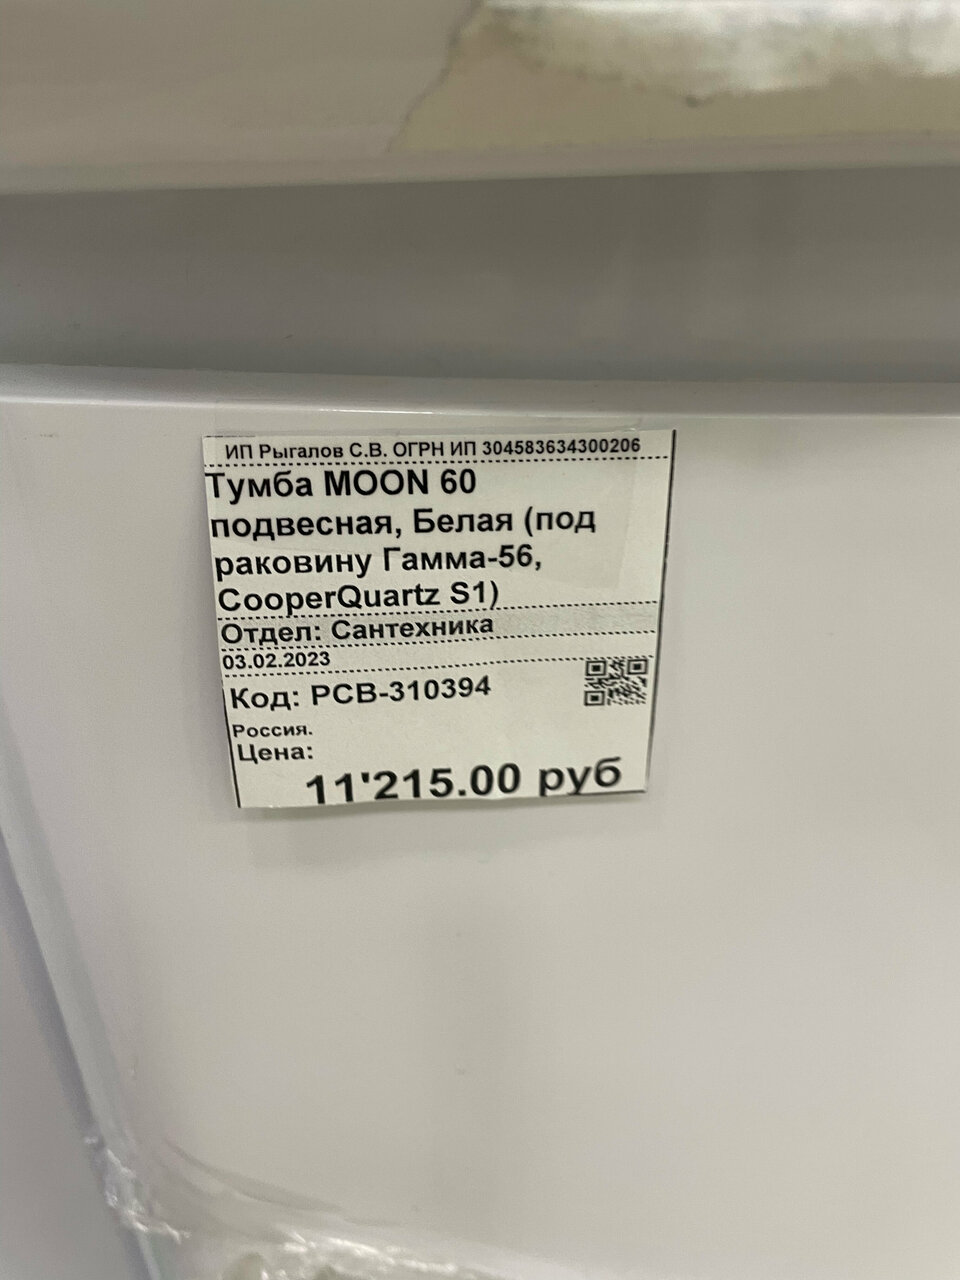 ИП Рыгалов С.В. ОГРН ИП 304583634300206
Тумба MOON 60
подвесная, Белая (под
раковину Гамма-56,
CooperQuartz S1)
Отдел: Сантехника
03.02.2023
Код: РСВ-310394
Россия.
Цена:
11'215.00 руб